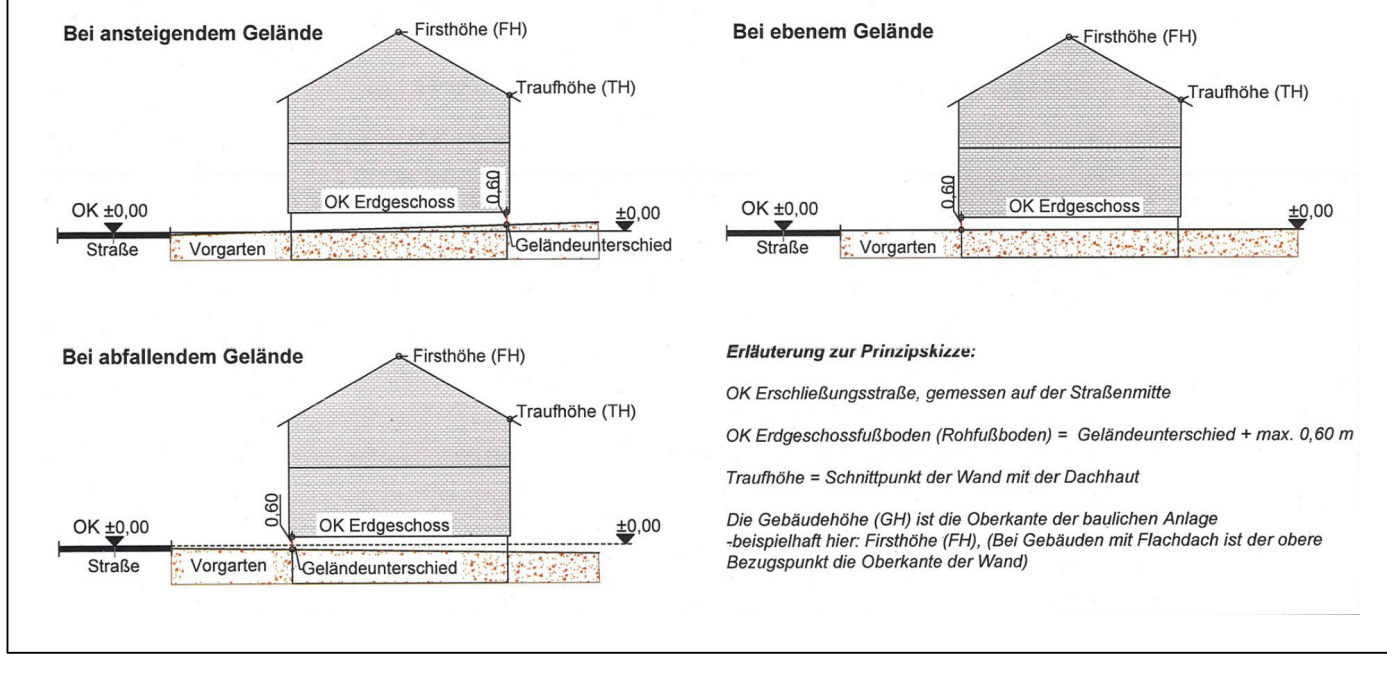 Bei ansteigendem Gelände
Firsthöhe (FH)
Traufhöhe (TH)
0,60
OK Erdgeschoss
OK ±0,00
±0,00
Straße
Vorgarten
Geländeunterschied
Bei ebenem Gelände
Firsthöhe (FH)
Traufhöhe (TH)
0,60
OK Erdgeschoss
OK ±0,00
±0,00
Straße
Vorgarten
Bei abfallendem Gelände
Firsthöhe (FH)
Traufhöhe (TH)
0,60
OK Erdgeschoss
OK ±0,00
±0,00
Straße
Vorgarten
Geländeunterschied
Erläuterung zur Prinzipskizze:
OK Erschließungsstraße, gemessen auf der Straßenmitte
OK Erdgeschossfußboden (Rohfußboden) = Geländeunterschied + max. 0,60 m
Traufhöhe = Schnittpunkt der Wand mit der Dachhaut
Die Gebäudehöhe (GH) ist die Oberkante der baulichen Anlage
-beispielhaft hier: Firsthöhe (FH), (Bei Gebäuden mit Flachdach ist der obere
Bezugspunkt die Oberkante der Wand)